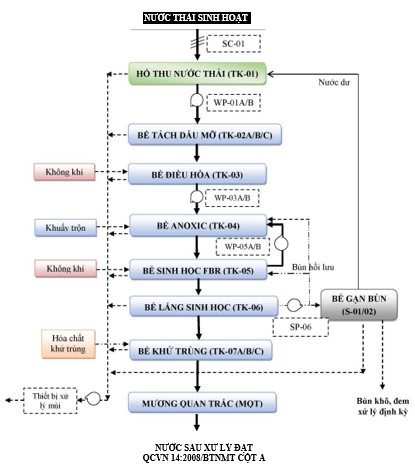 NƯỚC THẢI SINH HOẠT
SC-01
HỐ THU NƯỚC THẢI (TK-01)
Nước dư
WP-01A/B
BỂ TÁCH DẦU MỠ (TK-02A/B/C)
Không khí
BỂ ĐIỀU HÒA (TK-03)
WP-03A/B
Khuấy trộn
BỂ ANOXIC (TK-04)
WP-05A/B
Không khí
BỂ SINH HỌC FBR (TK-05)
Bùn hồi lưu
BỂ LẮNG SINH HỌC (TK-06)
BỂ GẠN BÙN
(S-01/02)
SP-06
Hóa chất
khử trùng
BỂ KHỬ TRÙNG (TK-07A/B/C)
Thiết bị xử
lý mùi
MƯƠNG QUAN TRẮC (MQT)
Bùn khô, đem
xử lý định kỳ
NƯỚC SAU XỬ LÝ ĐẠT
QCVN 14:2008/BTNMT CỘT A